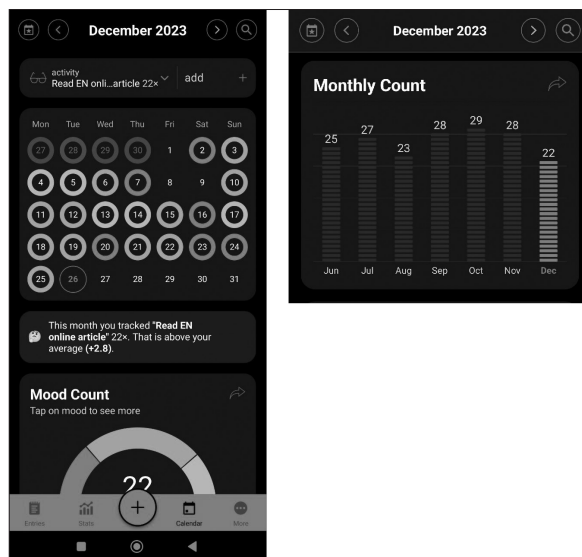 December 2023
activity
Read EN onli...article 22×
add +
Mon Tue Wed Thu Fri Sat Sun
27 28 29 30 1 2 3
4 5 6 7 8 9 10
11 12 13 14 15 16 17
18 19 20 21 22 23 24
25 26 27 28 29 30 31
This month you tracked "Read EN
online article" 22×. That is above your
average (+2.8).
Mood Count
Tap on mood to see more
22
Entries Stats + Calendar More
December 2023
Monthly Count
25 27 23 28 29 28 22
Jun Jul Aug Sep Oct Nov Dec